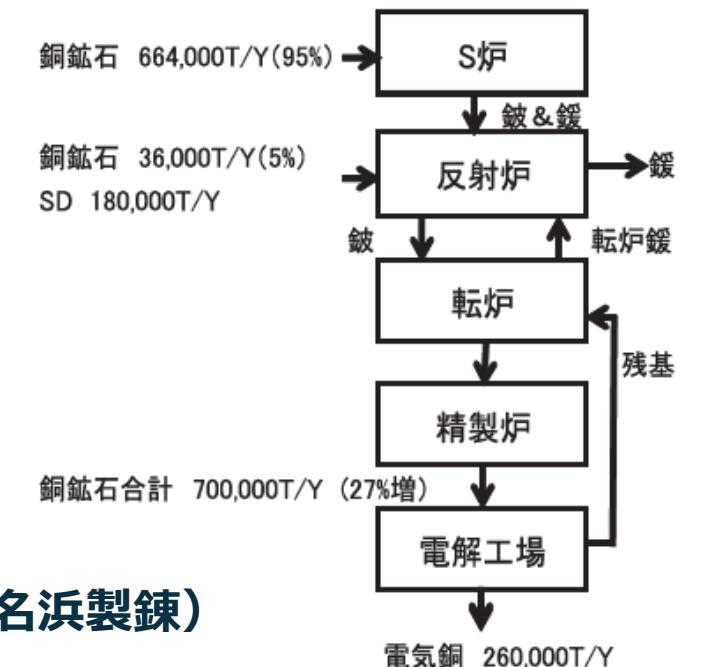 銅鉱石 664,000T/Y(95%)
S炉
鈹&鍰
銅鉱石 36,000T/Y(5%)
SD 180,000T/Y
反射炉
鍰
鈹
転炉鍰
転炉
残基
精製炉
銅鉱石合計 700,000T/Y (27%増)
電解工場
名浜製錬)
電気銅 260,000T/Y